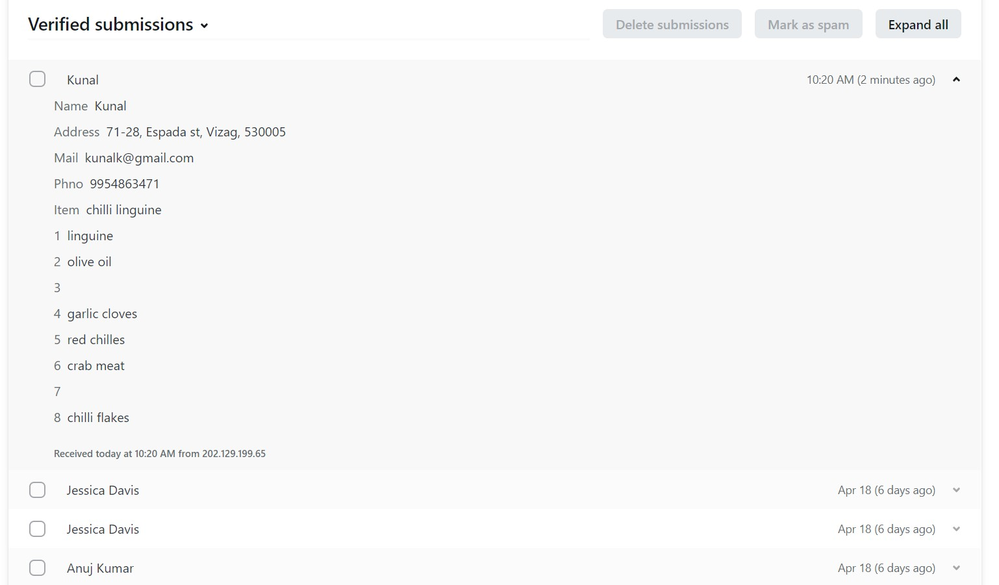 Verified submissions
Delete submissions
Mark as spam
Expand all
Kunal
10:20 AM (2 minutes ago)
Name Kunal
Address 71-28, Espada st, Vizag, 530005
Mail kunalk@gmail.com
Phno 9954863471
Item chilli linguine
1 linguine
2 olive oil
3
4 garlic cloves
5 red chilles
6 crab meat
7
8 chilli flakes
Received today at 10:20 AM from 202.129.199.65
Jessica Davis
Apr 18 (6 days ago)
Jessica Davis
Apr 18 (6 days ago)
Anuj Kumar
Apr 18 (6 days ago)